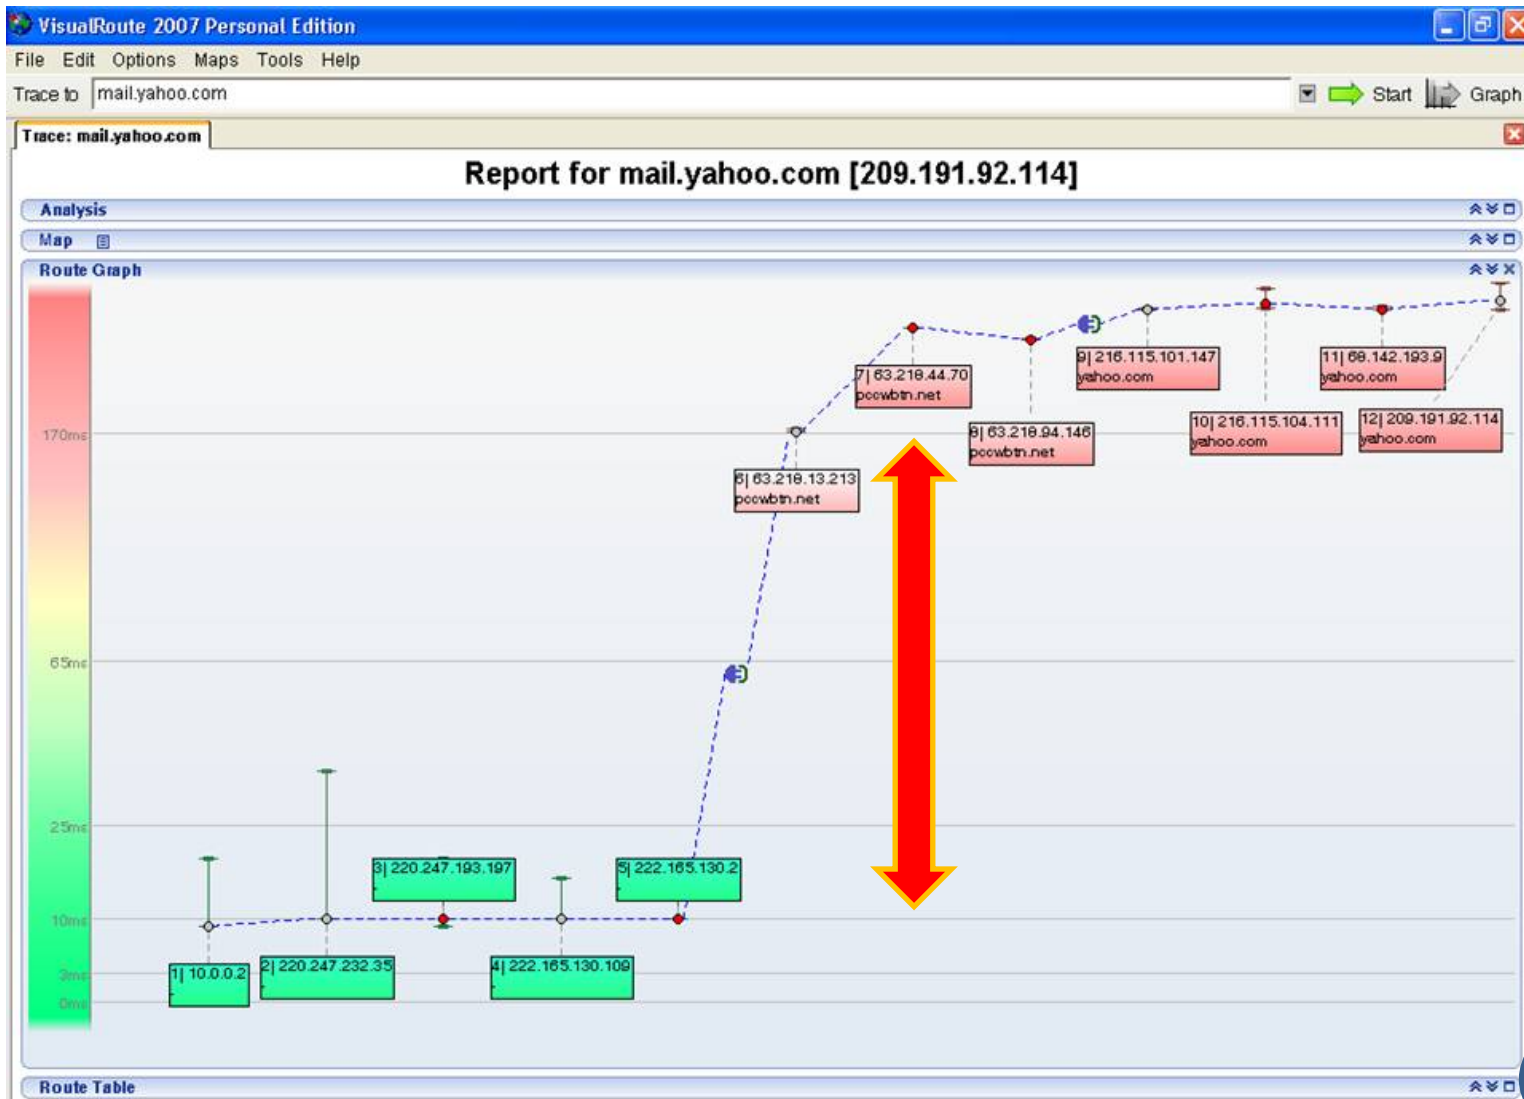 VisualRoute 2007 Personal Edition
File Edit Options Maps Tools Help
Trace to mail.yahoo.com Start Graph
Trace: mail.yahoo.com
Report for mail.yahoo.com [209.191.92.114]
Analysis
Map
Route Graph
170ms
65ms
25ms
10ms
3ms
0ms
1| 10.0.0.2
-
2| 220.247.232.35
-
3| 220.247.193.197
-
4| 222.165.130.109
-
5| 222.165.130.2
-
6| 63.218.13.213
pccwbtn.net
7| 63.218.44.70
pccwbtn.net
8| 63.218.94.146
pccwbtn.net
9| 216.115.101.147
yahoo.com
10| 216.115.104.111
yahoo.com
11| 68.142.193.9
yahoo.com
12| 209.191.92.114
yahoo.com
Route Table